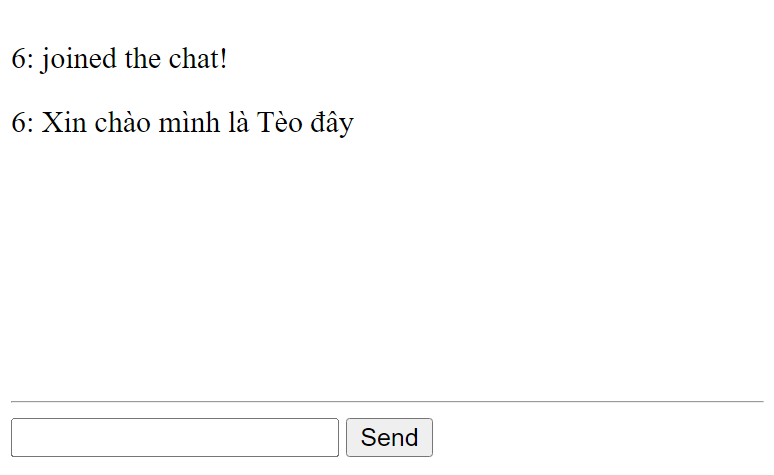 6: joined the chat!
6: Xin chào mình là Tèo đây
Send